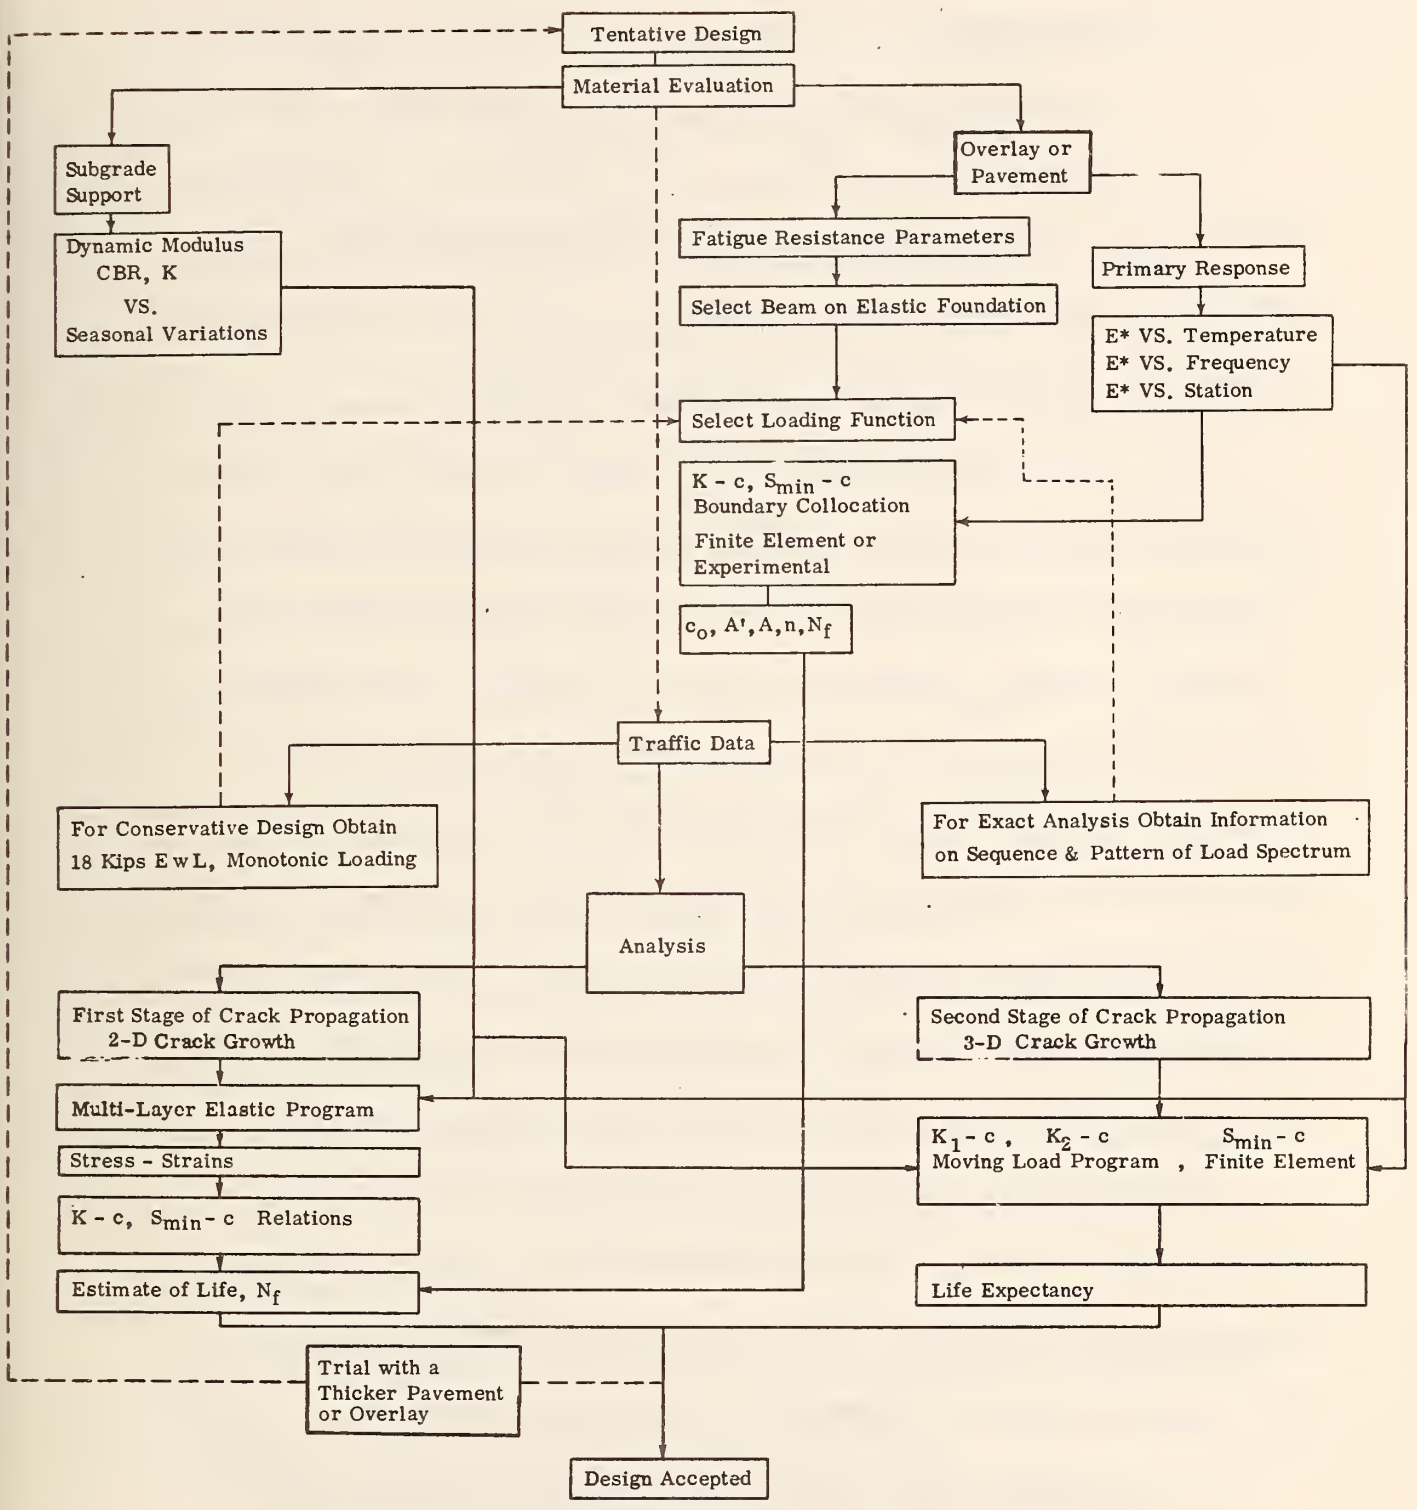 Tentative Design
Material Evaluation
Subgrade
Support
Overlay or
Pavement
Dynamic Modulus
CBR, K
VS.
Seasonal Variations
Fatigue Resistance Parameters
Select Beam on Elastic Foundation
Primary Response
E* VS. Temperature
E* VS. Frequency
E* VS. Station
Select Loading Function
K - c, Smin - c
Boundary Collocation
Finite Element or
Experimental
co, A', A, n, Nf
Traffic Data
For Conservative Design Obtain
18 Kips E w L, Monotonic Loading
For Exact Analysis Obtain Information
on Sequence & Pattern of Load Spectrum
Analysis
First Stage of Crack Propagation
2-D Crack Growth
Second Stage of Crack Propagation
3-D Crack Growth
Multi-Layer Elastic Program
Stress - Strains
K - c, Smin - c Relations
Estimate of Life, Nf
K1 - c, K2 - c Smin - c
Moving Load Program , Finite Element
Life Expectancy
Trial with a
Thicker Pavement
or Overlay
Design Accepted